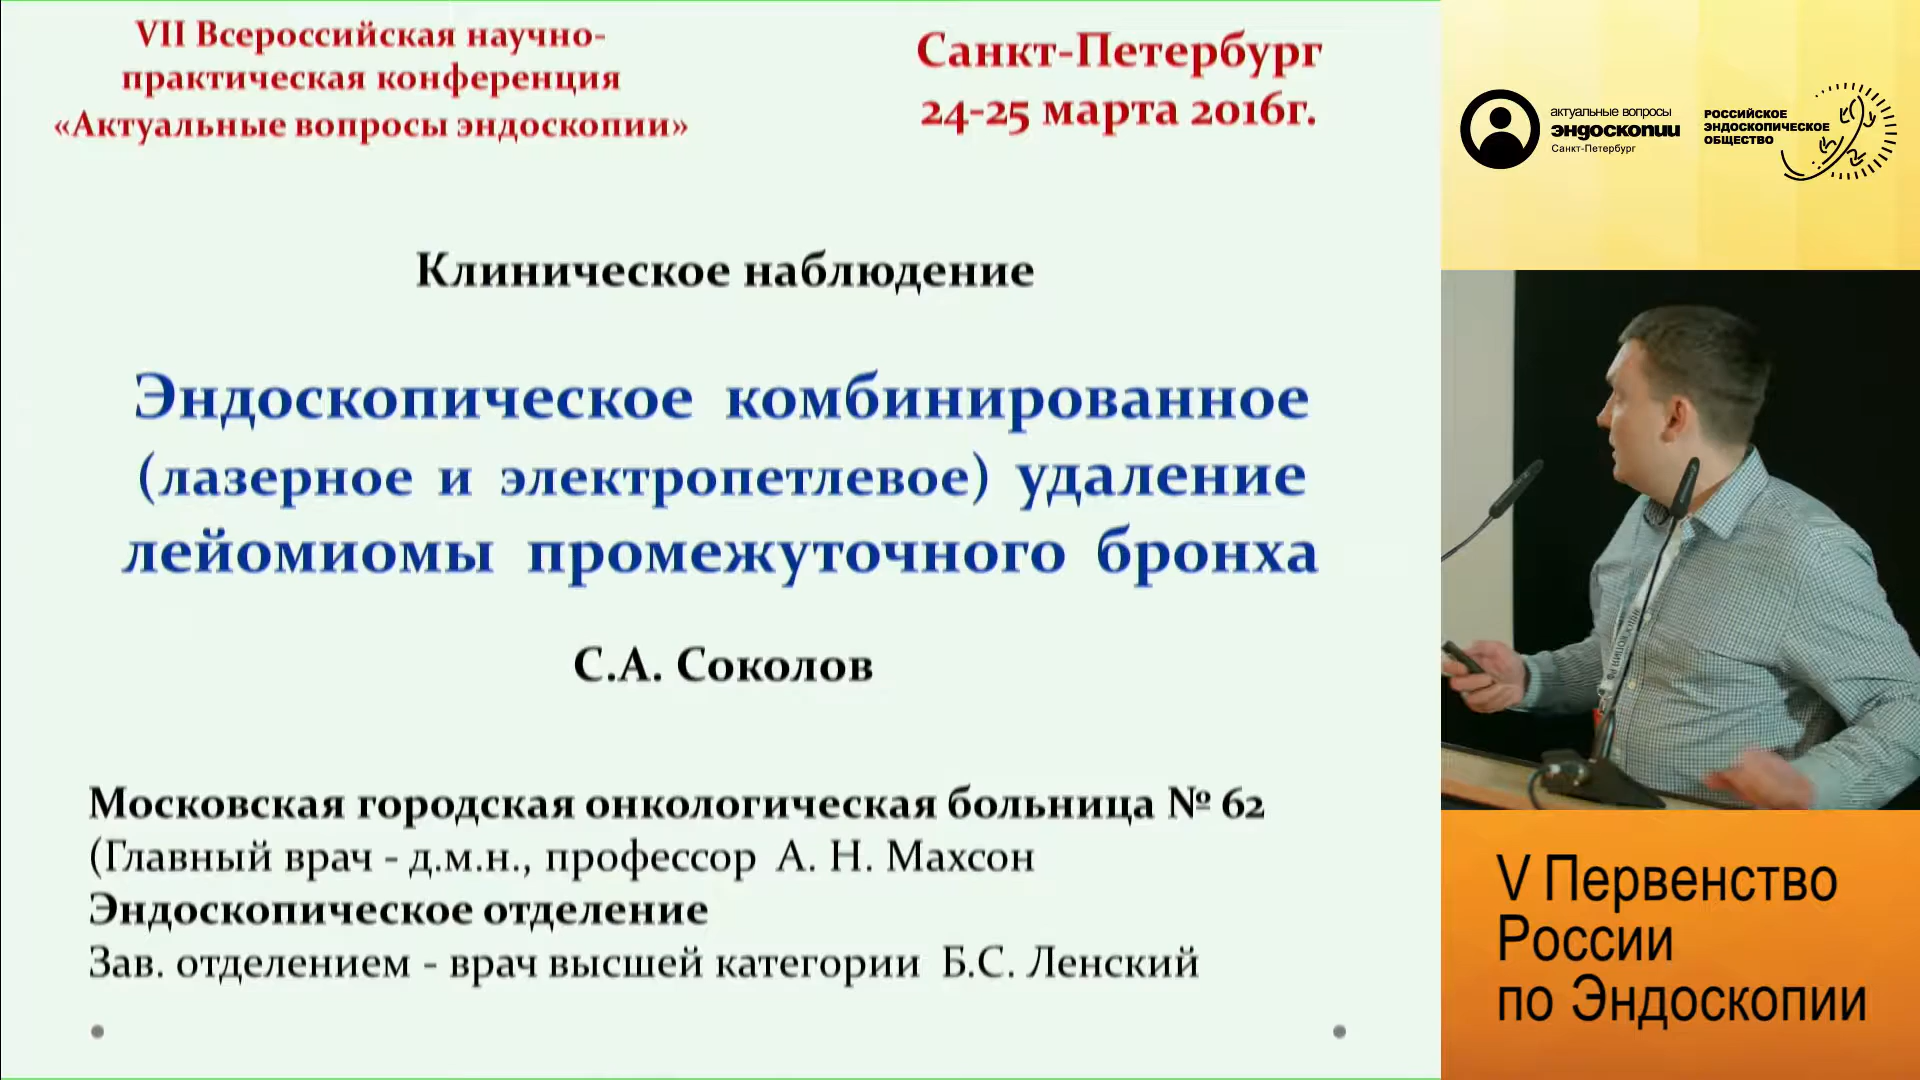 VII Всероссийская научно-
практическая конференция
«Актуальные вопросы эндоскопии»
Санкт-Петербург
24-25 марта 2016г.
Клиническое наблюдение
Эндоскопическое комбинированное
(лазерное и электропетлевое) удаление
лейомиомы промежуточного бронха
С.А. Соколов
Московская городская онкологическая больница № 62
(Главный врач - д.м.н., профессор А. Н. Махсон
Эндоскопическое отделение
Зав. отделением - врач высшей категории Б.С. Ленский
актуальные вопросы
эндоскопии
Санкт-Петербург
РОССИЙСКОЕ
ЭНДОСКОПИЧЕСКОЕ
ОБЩЕСТВО
V Первенство
России
по Эндоскопии